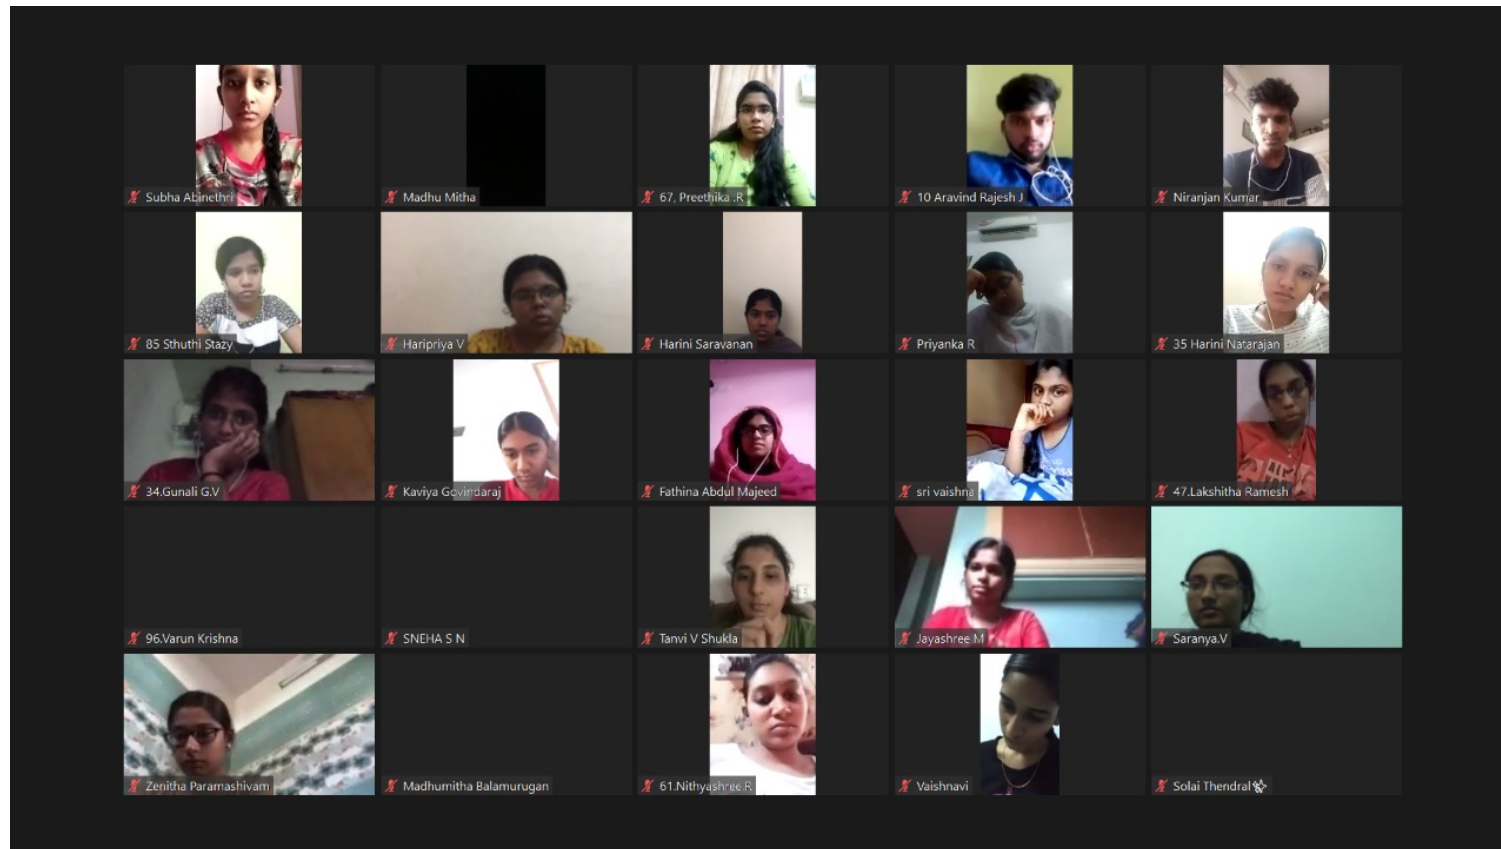 Subha Abinethri
Madhu Mitha
67, Preethika .R
10 Aravind Rajesh J
Niranjan Kumar
85 Sthuthi Stazy
Haripriya V
Harini Saravanan
Priyanka R
35 Harini Natarajan
34.Gunali G.V
Kaviya Govindaraj
Fathina Abdul Majeed
sri vaishna
47.Lakshitha Ramesh
96.Varun Krishna
SNEHA S N
Tanvi V Shukla
Jayashree M
Saranya.V
Zenitha Paramashivam
Madhumitha Balamurugan
61.Nithyashree.R
Vaishnavi
Solai Thendral